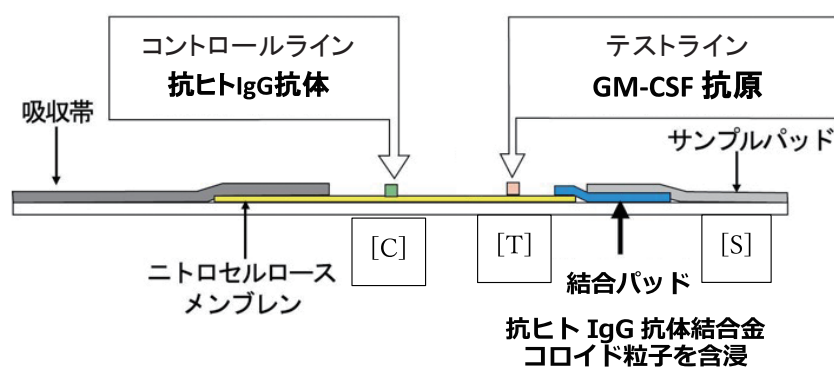 コントロールライン
抗ヒトIgG抗体
テストライン
GM-CSF 抗原
吸収帯
サンプルパッド
[C]
[T]
[S]
ニトロセルロース
メンブレン
結合パッド
抗ヒト IgG 抗体結合金
コロイド粒子を含浸